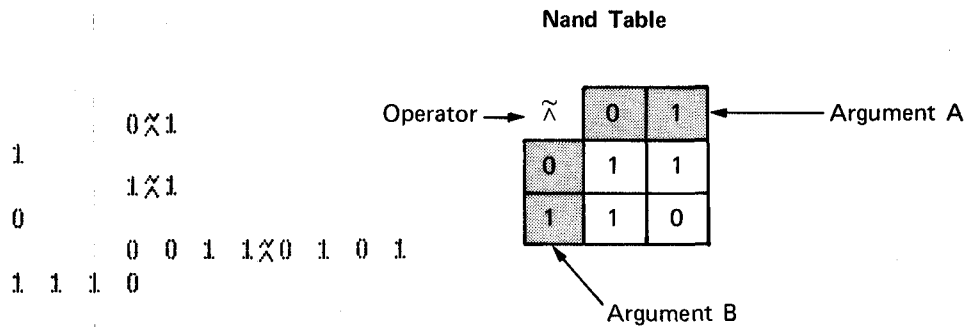 Nand Table
0⍲1
1
1⍲1
0
0 0 1 1⍲0 1 0 1
1 1 1 0
Operator ⍲ 0 1 Argument A
0 1 1
1 1 0
Argument B